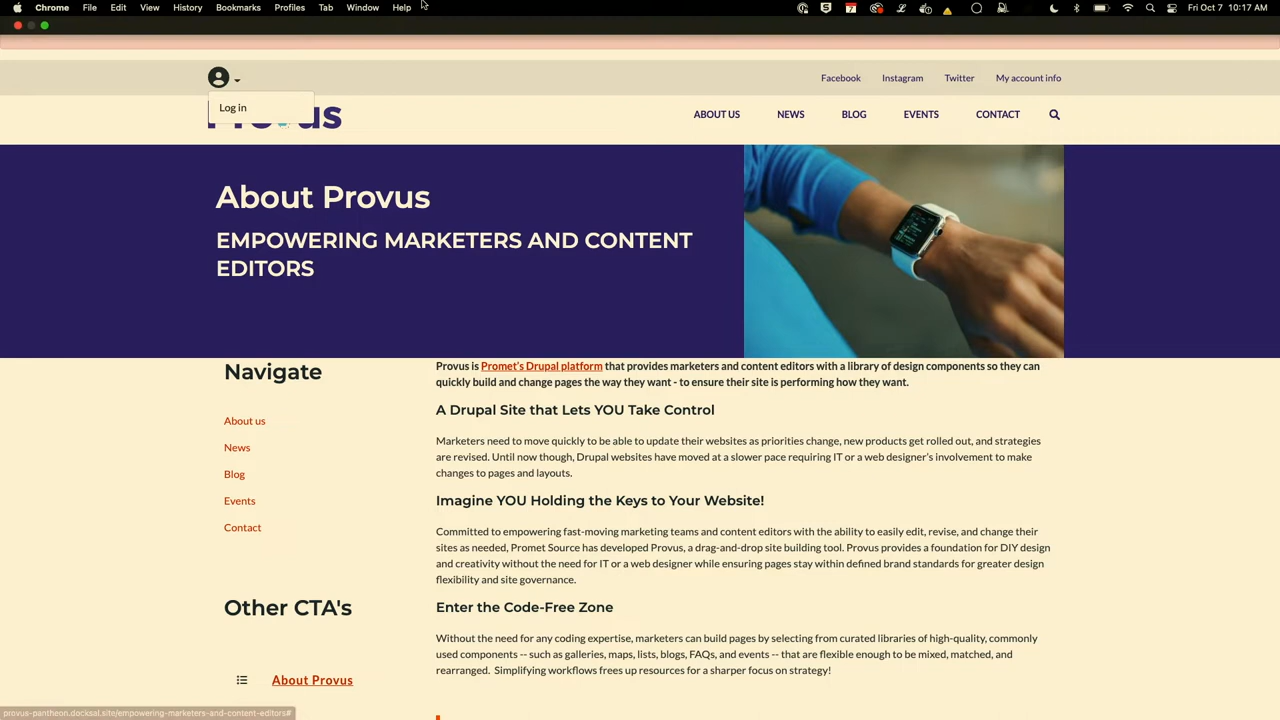 Chrome File Edit View History Bookmarks Profiles Tab Window Help
7
Fri Oct 7 10:17 AM
Facebook Instagram Twitter My account info
Log in
ABOUT US NEWS BLOG EVENTS CONTACT
About Provus
EMPOWERING MARKETERS AND CONTENT
EDITORS
Navigate
About us
News
Blog
Events
Contact
Other CTA's
About Provus
Provus is Promet's Drupal platform that provides marketers and content editors with a library of design components so they can
quickly build and change pages the way they want - to ensure their site is performing how they want.
A Drupal Site that Lets YOU Take Control
Marketers need to move quickly to be able to update their websites as priorities change, new products get rolled out, and strategies
are revised. Until now though, Drupal websites have moved at a slower pace requiring IT or a web designer's involvement to make
changes to pages and layouts.
Imagine YOU Holding the Keys to Your Website!
Committed to empowering fast-moving marketing teams and content editors with the ability to easily edit, revise, and change their
sites as needed, Promet Source has developed Provus, a drag-and-drop site building tool. Provus provides a foundation for DIY design
and creativity without the need for IT or a web designer while ensuring pages stay within defined brand standards for greater design
flexibility and site governance.
Enter the Code-Free Zone
Without the need for any coding expertise, marketers can build pages by selecting from curated libraries of high-quality, commonly
used components -- such as galleries, maps, lists, blogs, FAQs, and events -- that are flexible enough to be mixed, matched, and
rearranged. Simplifying workflows frees up resources for a sharper focus on strategy!
provus-pantheon.docksal.site/empowering-marketers-and-content-editors#